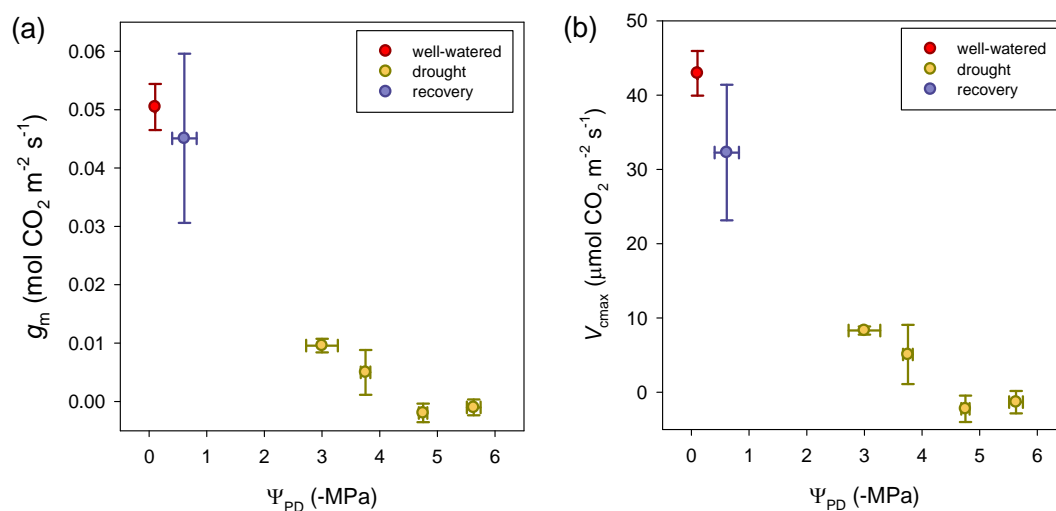 (a)
well-watered
drought
recovery
0.06
0.05
0.04
0.03
0.02
0.01
0.00
gm (mol CO2 m-2 s-1)
0 1 2 3 4 5 6
ΨPD (-MPa)
(b)
well-watered
drought
recovery
50
40
30
20
10
0
Vcmax (μmol CO2 m-2 s-1)
0 1 2 3 4 5 6
ΨPD (-MPa)